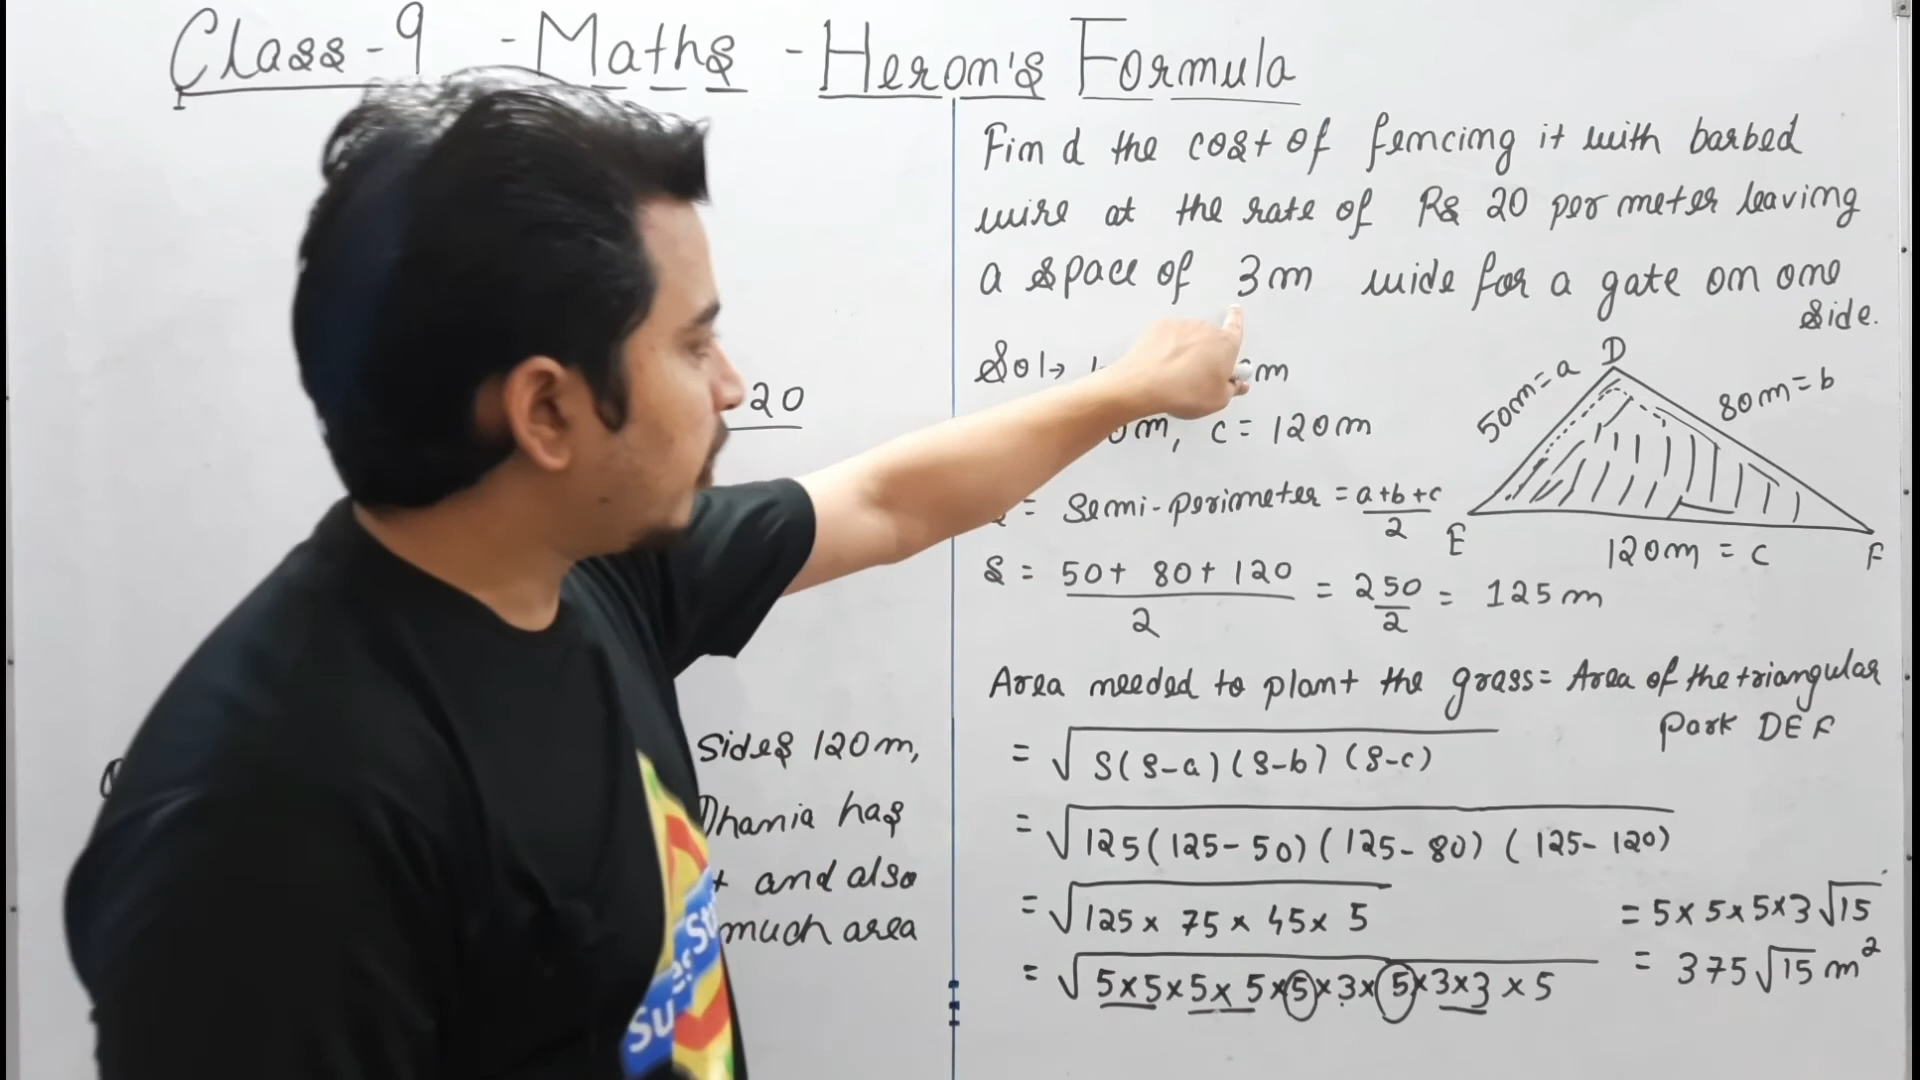 Class-9 - Maths - Heron's Formula
20
Sides 120m,
Dhania has
and also
much area
Find the cost of fencing it with barbed
wire at the rate of Rs 20 per meter leaving
a space of 3m wide for a gate on one
side.
Sol→
m
m, c = 120m
= Semi-perimeter = a+b+c
2
S = 50+ 80+ 120 = 250 = 125m
2 2
D
50m = a
80m = b
E
120m = c
F
Area needed to plant the grass = Area of the triangular
park DEF
= √S(S-a)(S-b)(S-c)
= √125(125-50)(125-80)(125-120)
= √125 x 75 x 45 x 5
= √5x5x5x5x5x3x5x3x3x5
= 5x5x5x3√15
= 375√15 m²